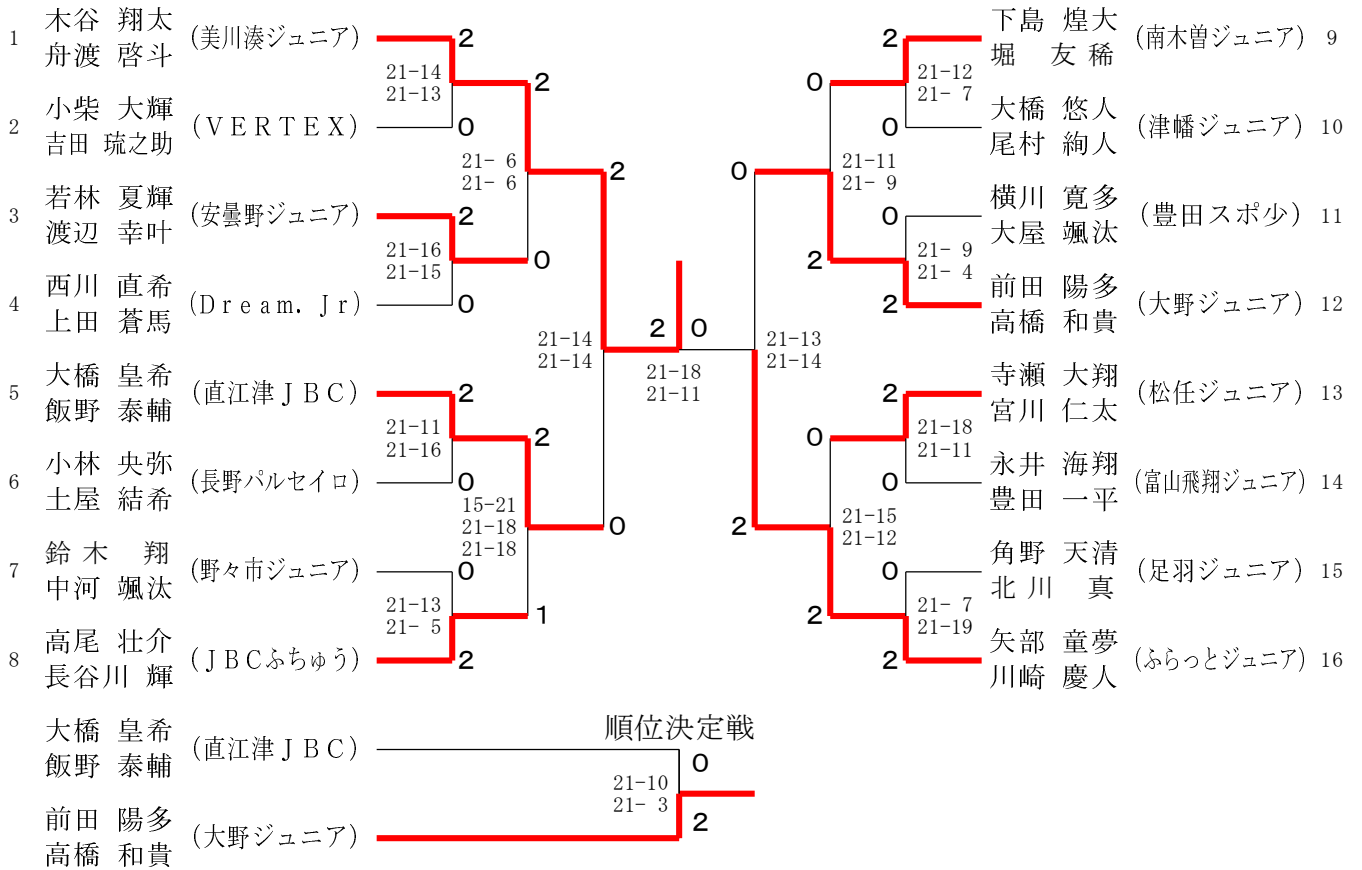 1 木谷 翔太 舟渡 啓斗 (美川湊ジュニア) 2
21-14
21-13
2
2 小柴 大輝 吉田 琉之助 (VERTEX) 0
21- 6
21- 6
2
3 若林 夏輝 渡辺 幸叶 (安曇野ジュニア) 2
21-16
21-15
0
4 西川 直希 上田 蒼馬 (Dream. Jr) 0
21-14
21-14
2 0
21-18
21-11
5 大橋 皇希 飯野 泰輔 (直江津JBC) 2
21-11
21-16
2
6 小林 央弥 土屋 結希 (長野パルセイロ) 0
15-21
21-18
21-18
0
7 鈴木 翔 中河 颯汰 (野々市ジュニア) 0
21-13
21- 5
1
8 高尾 壮介 長谷川 輝 (JBCふちゅう) 2
2 下島 煌大 堀 友稀 (南木曽ジュニア) 9
0
21-12
21- 7
0 大橋 悠人 尾村 絢人 (津幡ジュニア) 10
0
21-11
21- 9
0 横川 寛多 大屋 颯汰 (豊田スポ少) 11
2
21- 9
21- 4
2 前田 陽多 高橋 和貴 (大野ジュニア) 12
21-13
21-14
2 寺瀬 大翔 宮川 仁太 (松任ジュニア) 13
0
21-18
21-11
0 永井 海翔 豊田 一平 (富山飛翔ジュニア) 14
2
21-15
21-12
0 角野 天清 北川 真 (足羽ジュニア) 15
2
21- 7
21-19
2 矢部 童夢 川崎 慶人 (ふらっとジュニア) 16
順位決定戦
大橋 皇希 飯野 泰輔 (直江津JBC) 0
21-10
21- 3
前田 陽多 高橋 和貴 (大野ジュニア) 2